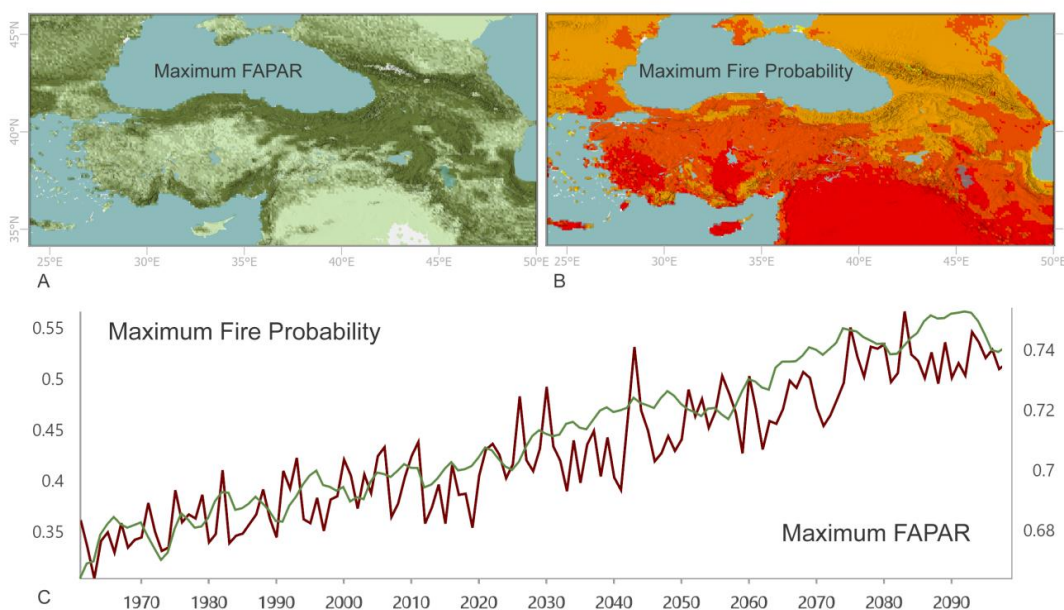 45°N
40°N
35°N
Maximum FAPAR
Maximum Fire Probability
25°E 30°E 35°E 40°E 45°E 50°E
25°E 30°E 35°E 40°E 45°E 50°E
A
B
Maximum Fire Probability
0.55
0.5
0.45
0.4
0.35
0.3
0.74
0.72
0.7
0.68
Maximum FAPAR
C
1970 1980 1990 2000 2010 2020 2030 2040 2050 2060 2070 2080 2090